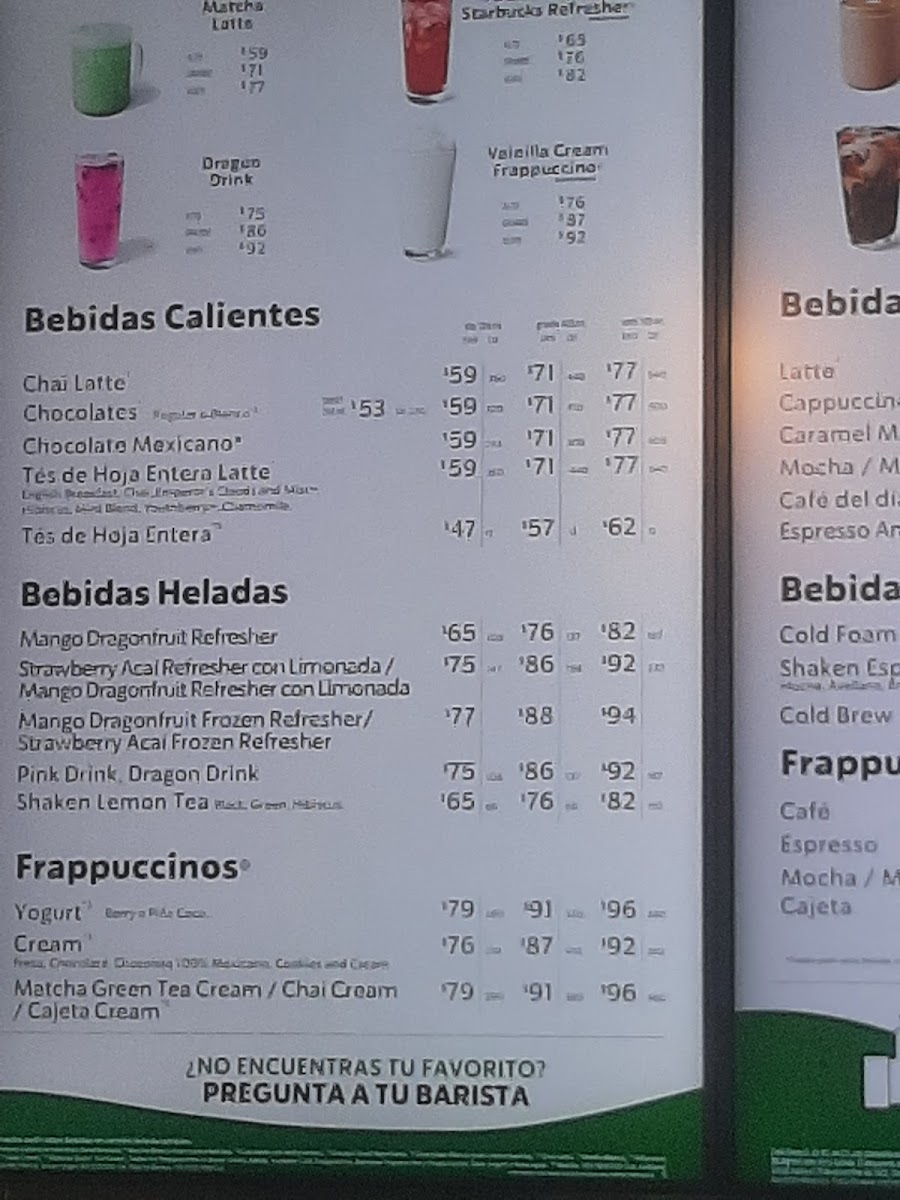 Matcha
Latte
$59
$71
$77
Starbucks Refresher
$65
$76
$82
Dragon
Drink
$75
$86
$92
Vainilla Cream
Frappuccino
$76
$87
$92
Bebidas Calientes
Chai Latte $59 $71 $77
Chocolates $53 $59 $71 $77
Chocolate Mexicano $59 $71 $77
Tés de Hoja Entera Latte $59 $71 $77
Tés de Hoja Entera $47 $57 $62
Bebidas Heladas
Mango Dragonfruit Refresher $65 $76 $82
Strawberry Acaí Refresher con Limonada / $75 $86 $92
Mango Dragonfruit Refresher con Limonada
Mango Dragonfruit Frozen Refresher/ $77 $88 $94
Strawberry Acaí Frozen Refresher
Pink Drink, Dragon Drink $75 $86 $92
Shaken Lemon Tea Black, Green, Hibiscus $65 $76 $82
Frappuccinos®
Yogurt $79 $91 $96
Cream $76 $87 $92
Matcha Green Tea Cream / Chai Cream $79 $91 $96
/ Cajeta Cream
¿NO ENCUENTRAS TU FAVORITO?
PREGUNTA A TU BARISTA
Bebida
Latte
Cappuccin
Caramel M
Mocha / M
Café del día
Espresso Am
Bebida
Cold Foam
Shaken Esp
Cold Brew
Frappu
Café
Espresso
Mocha / M
Cajeta